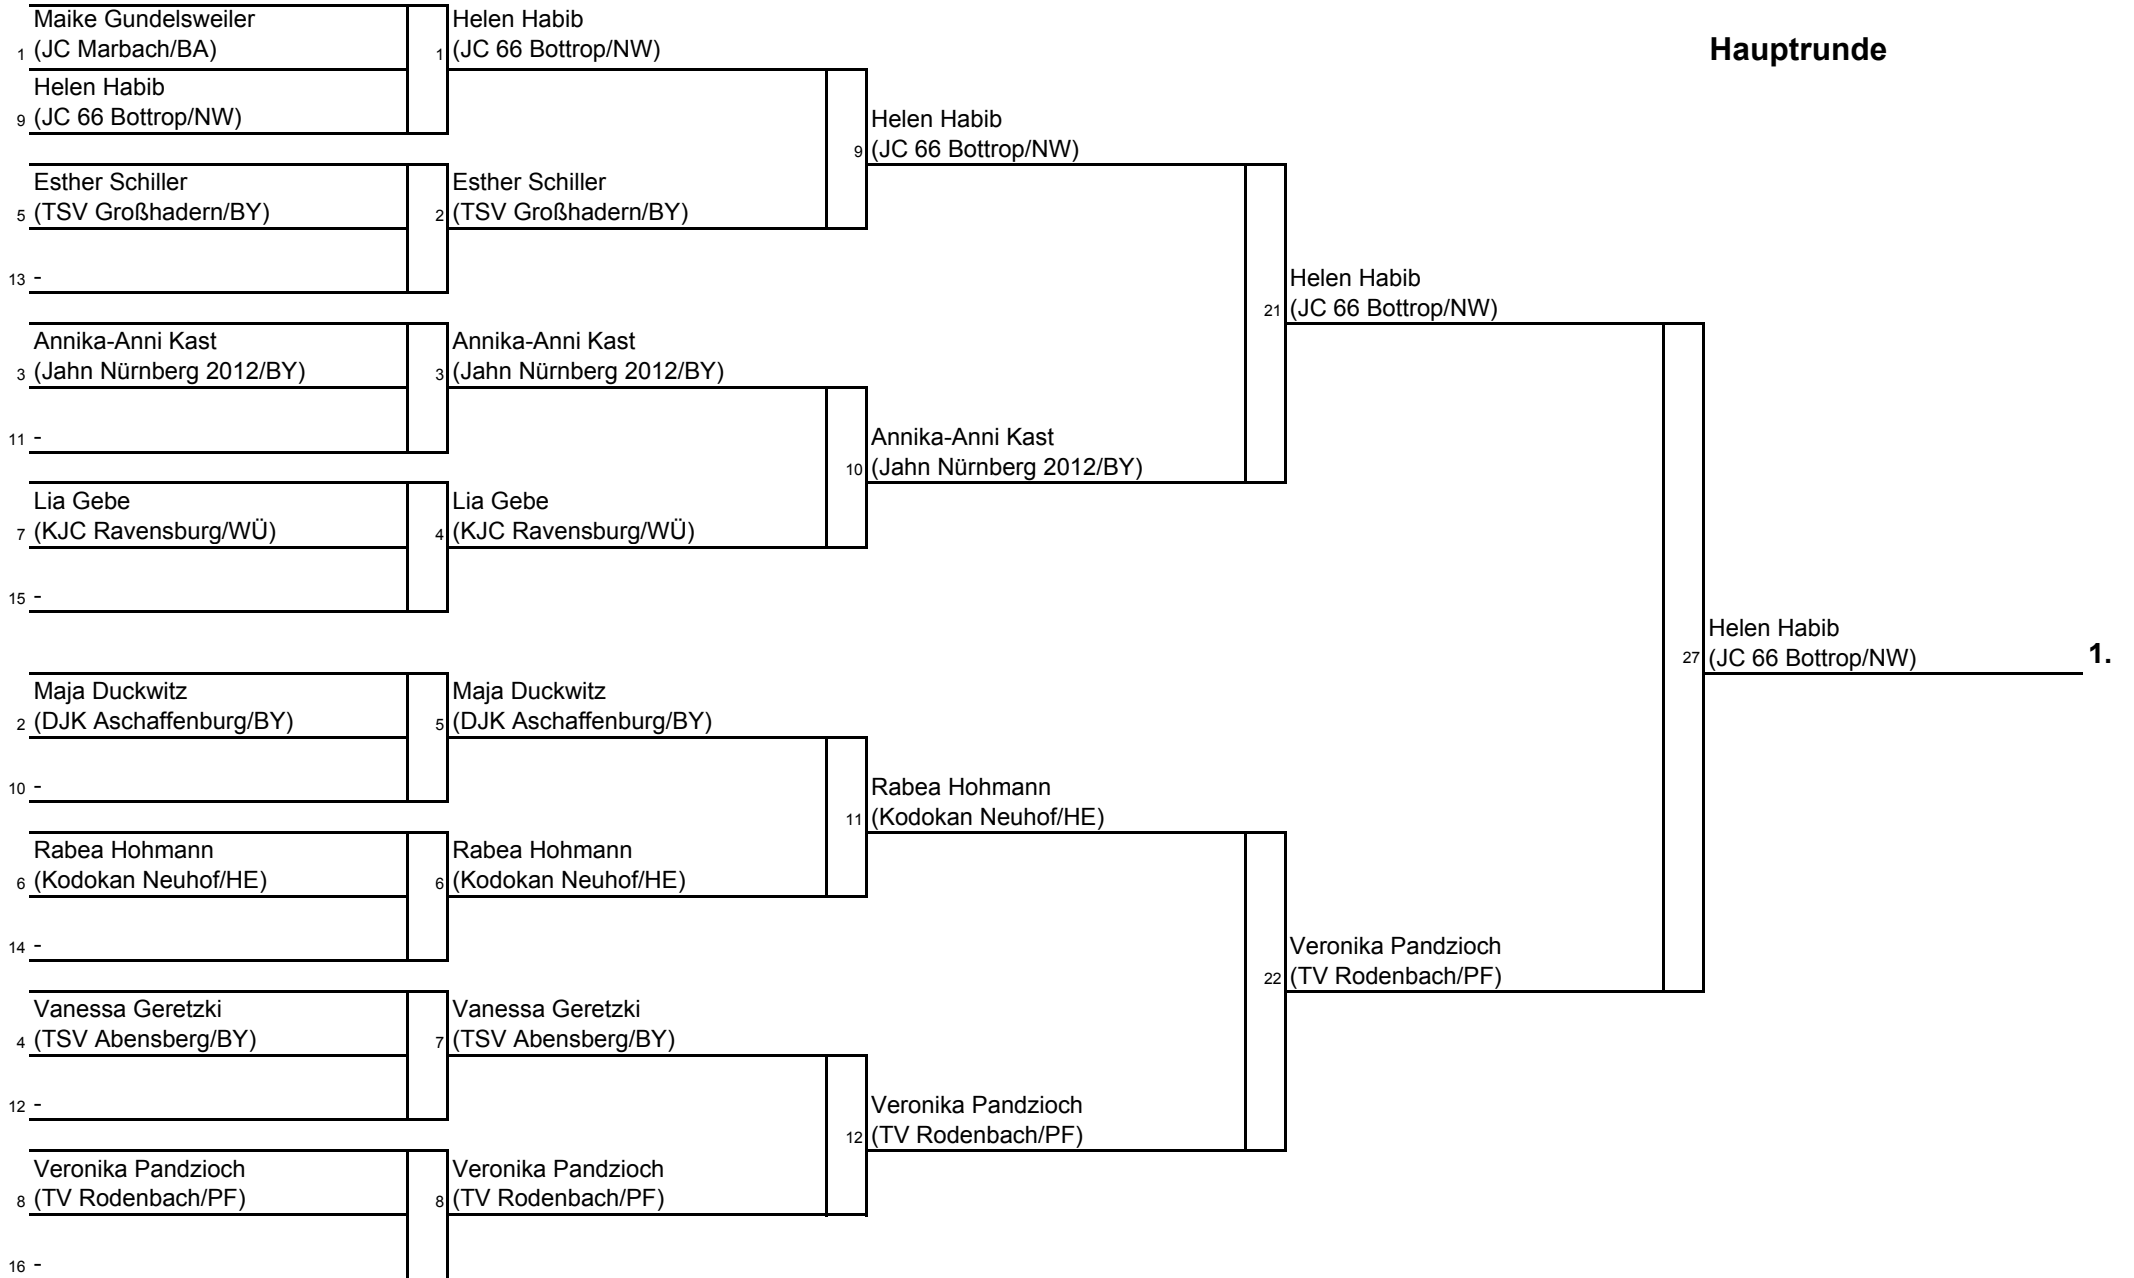 Hauptrunde
Maike Gundelsweiler
1 (JC Marbach/BA)
Helen Habib
9 (JC 66 Bottrop/NW)
Esther Schiller
5 (TSV Großhadern/BY)
13 -
Annika-Anni Kast
3 (Jahn Nürnberg 2012/BY)
11 -
Lia Gebe
7 (KJC Ravensburg/WÜ)
15 -
Maja Duckwitz
2 (DJK Aschaffenburg/BY)
10 -
Rabea Hohmann
6 (Kodokan Neuhof/HE)
14 -
Vanessa Geretzki
4 (TSV Abensberg/BY)
12 -
Veronika Pandzioch
8 (TV Rodenbach/PF)
16 -
Helen Habib
1 (JC 66 Bottrop/NW)
Esther Schiller
2 (TSV Großhadern/BY)
Annika-Anni Kast
3 (Jahn Nürnberg 2012/BY)
Lia Gebe
4 (KJC Ravensburg/WÜ)
Maja Duckwitz
5 (DJK Aschaffenburg/BY)
Rabea Hohmann
6 (Kodokan Neuhof/HE)
Vanessa Geretzki
7 (TSV Abensberg/BY)
Veronika Pandzioch
8 (TV Rodenbach/PF)
Helen Habib
9 (JC 66 Bottrop/NW)
Annika-Anni Kast
10 (Jahn Nürnberg 2012/BY)
Rabea Hohmann
11 (Kodokan Neuhof/HE)
Veronika Pandzioch
12 (TV Rodenbach/PF)
Helen Habib
21 (JC 66 Bottrop/NW)
Veronika Pandzioch
22 (TV Rodenbach/PF)
Helen Habib
27 (JC 66 Bottrop/NW) 1.